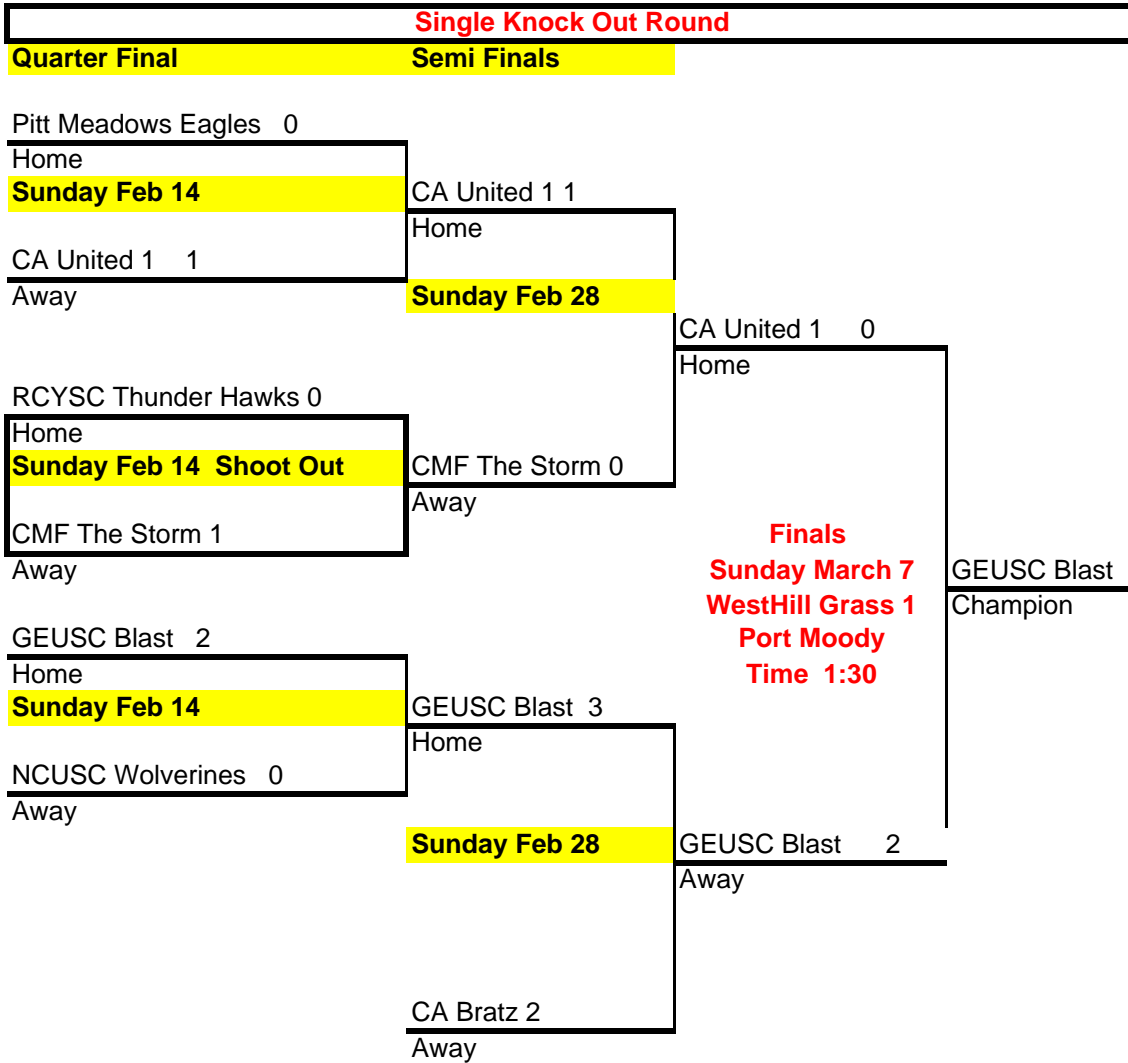 Single Knock Out Round
Quarter Final Semi Finals
Pitt Meadows Eagles 0
Home
Sunday Feb 14 CA United 1 1
Home
CA United 1 1
Away Sunday Feb 28
CA United 1 0
Home
RCYSC Thunder Hawks 0
Home
Sunday Feb 14 Shoot Out CMF The Storm 0
Away
CMF The Storm 1 Finals
Away Sunday March 7 GEUSC Blast
WestHill Grass 1 Champion
GEUSC Blast 2 Port Moody
Home Time 1:30
Sunday Feb 14 GEUSC Blast 3
Home
NCUSC Wolverines 0
Away
Sunday Feb 28 GEUSC Blast 2
Away
CA Bratz 2
Away